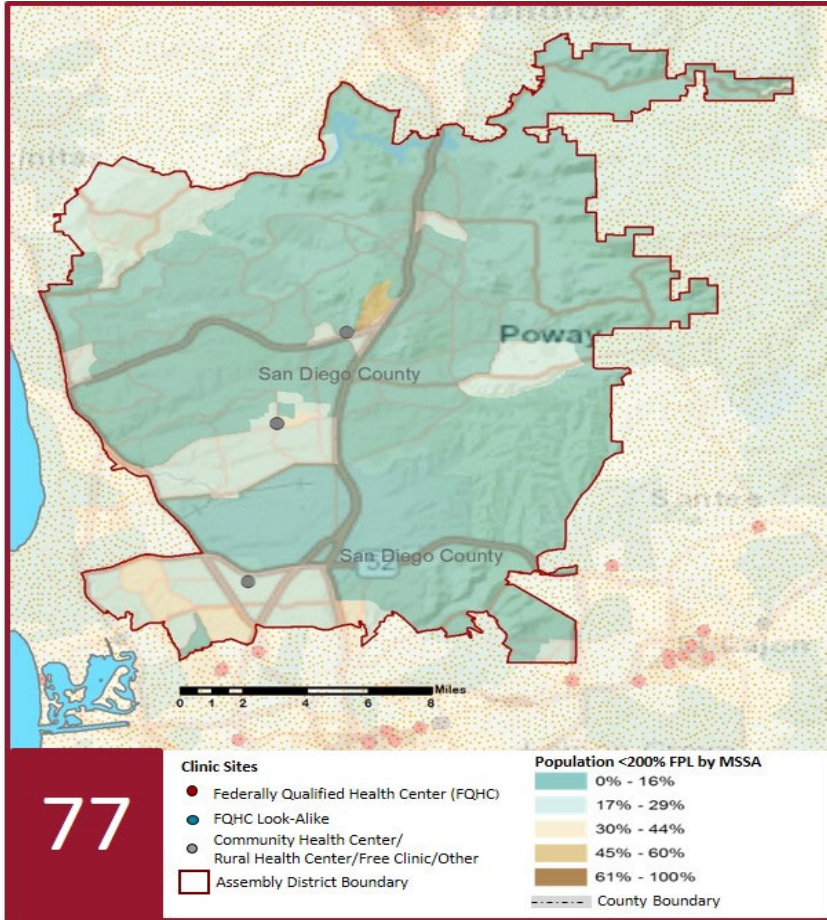 Poway
San Diego County
San Diego County
52
Santee
Miles
0 1 2 4 6 8
77
Clinic Sites
Federally Qualified Health Center (FQHC)
FQHC Look-Alike
Community Health Center/
Rural Health Center/Free Clinic/Other
Assembly District Boundary
Population <200% FPL by MSSA
0% - 16%
17% - 29%
30% - 44%
45% - 60%
61% - 100%
County Boundary